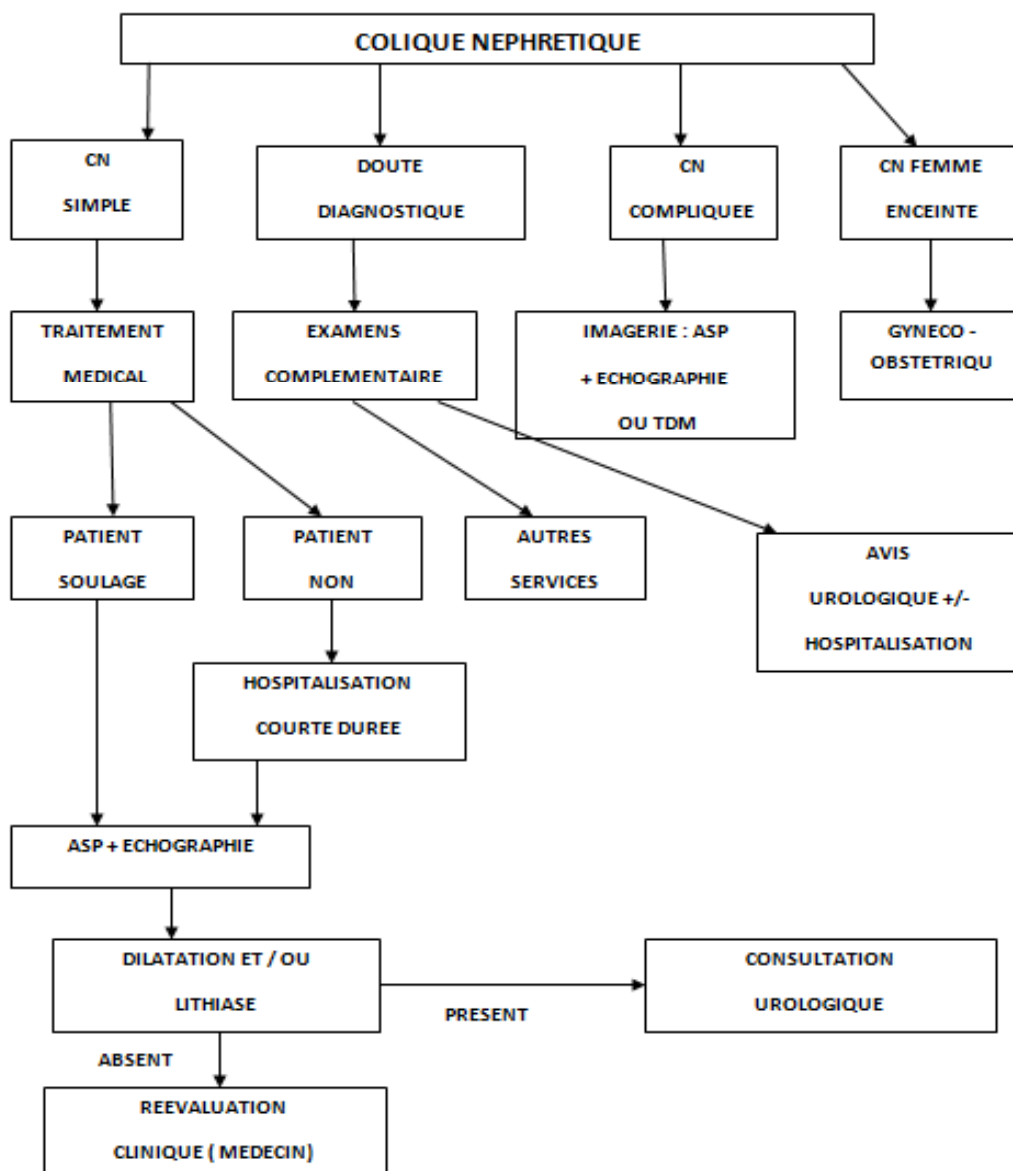 COLIQUE NEPHRETIQUE
CN
SIMPLE
DOUTE
DIAGNOSTIQUE
CN
COMPLIQUEE
CN FEMME
ENCEINTE
TRAITEMENT
MEDICAL
EXAMENS
COMPLEMENTAIRE
IMAGERIE : ASP
+ ECHOGRAPHIE
OU TDM
GYNECO -
OBSTETRIQU
PATIENT
SOULAGE
PATIENT
NON
AUTRES
SERVICES
AVIS
UROLOGIQUE +/-
HOSPITALISATION
HOSPITALISATION
COURTE DUREE
ASP + ECHOGRAPHIE
DILATATION ET / OU
LITHIASE
PRESENT
CONSULTATION
UROLOGIQUE
ABSENT
REEVALUATION
CLINIQUE ( MEDECIN)